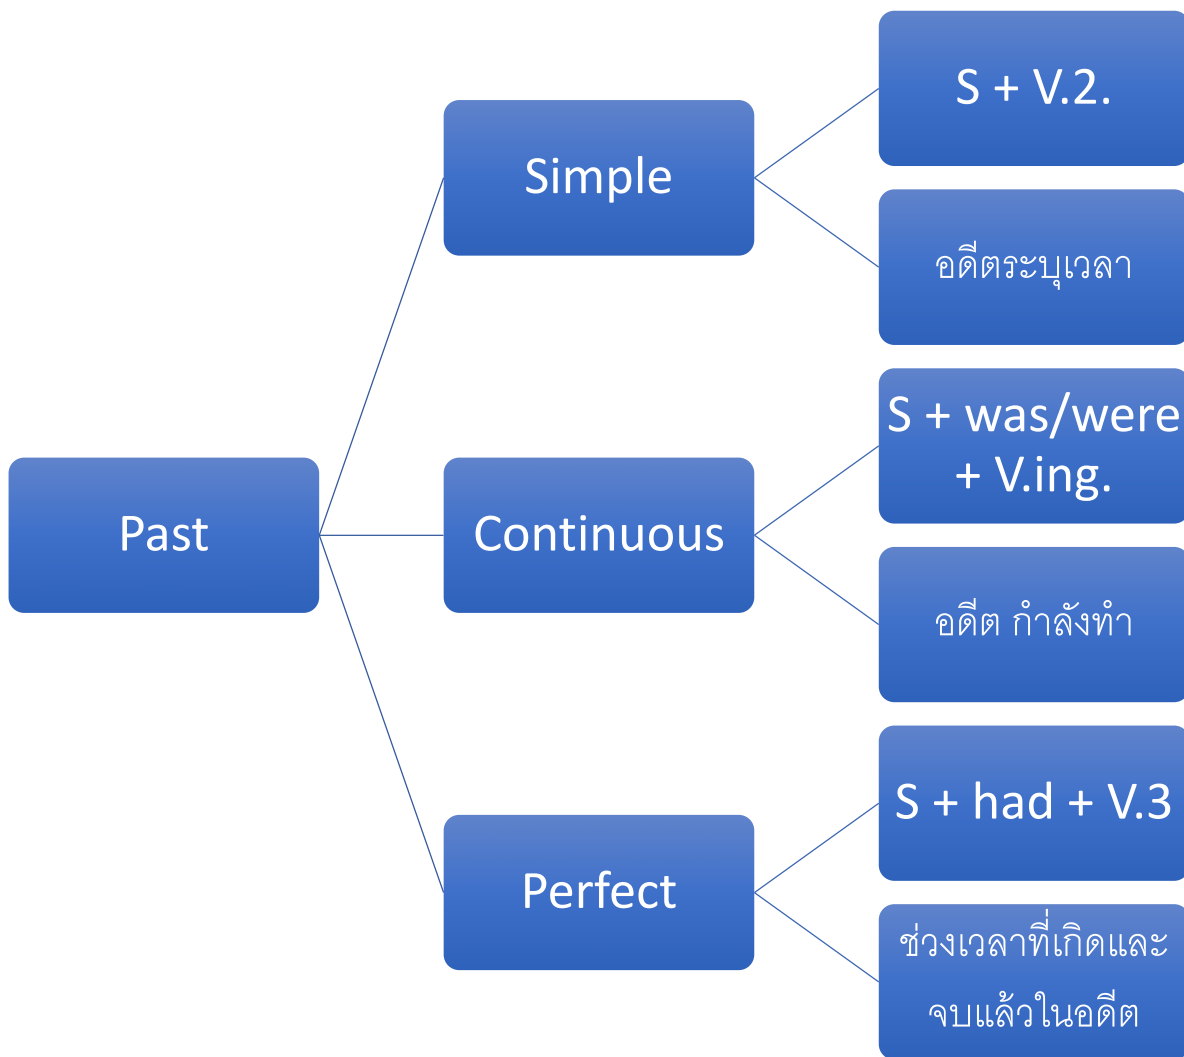 Past
Simple
S + V.2.
อดีตระบุเวลา
Continuous
S + was/were
+ V.ing.
อดีต กำลังทำ
Perfect
S + had + V.3
ช่วงเวลาที่เกิดและ
จบแล้วในอดีต